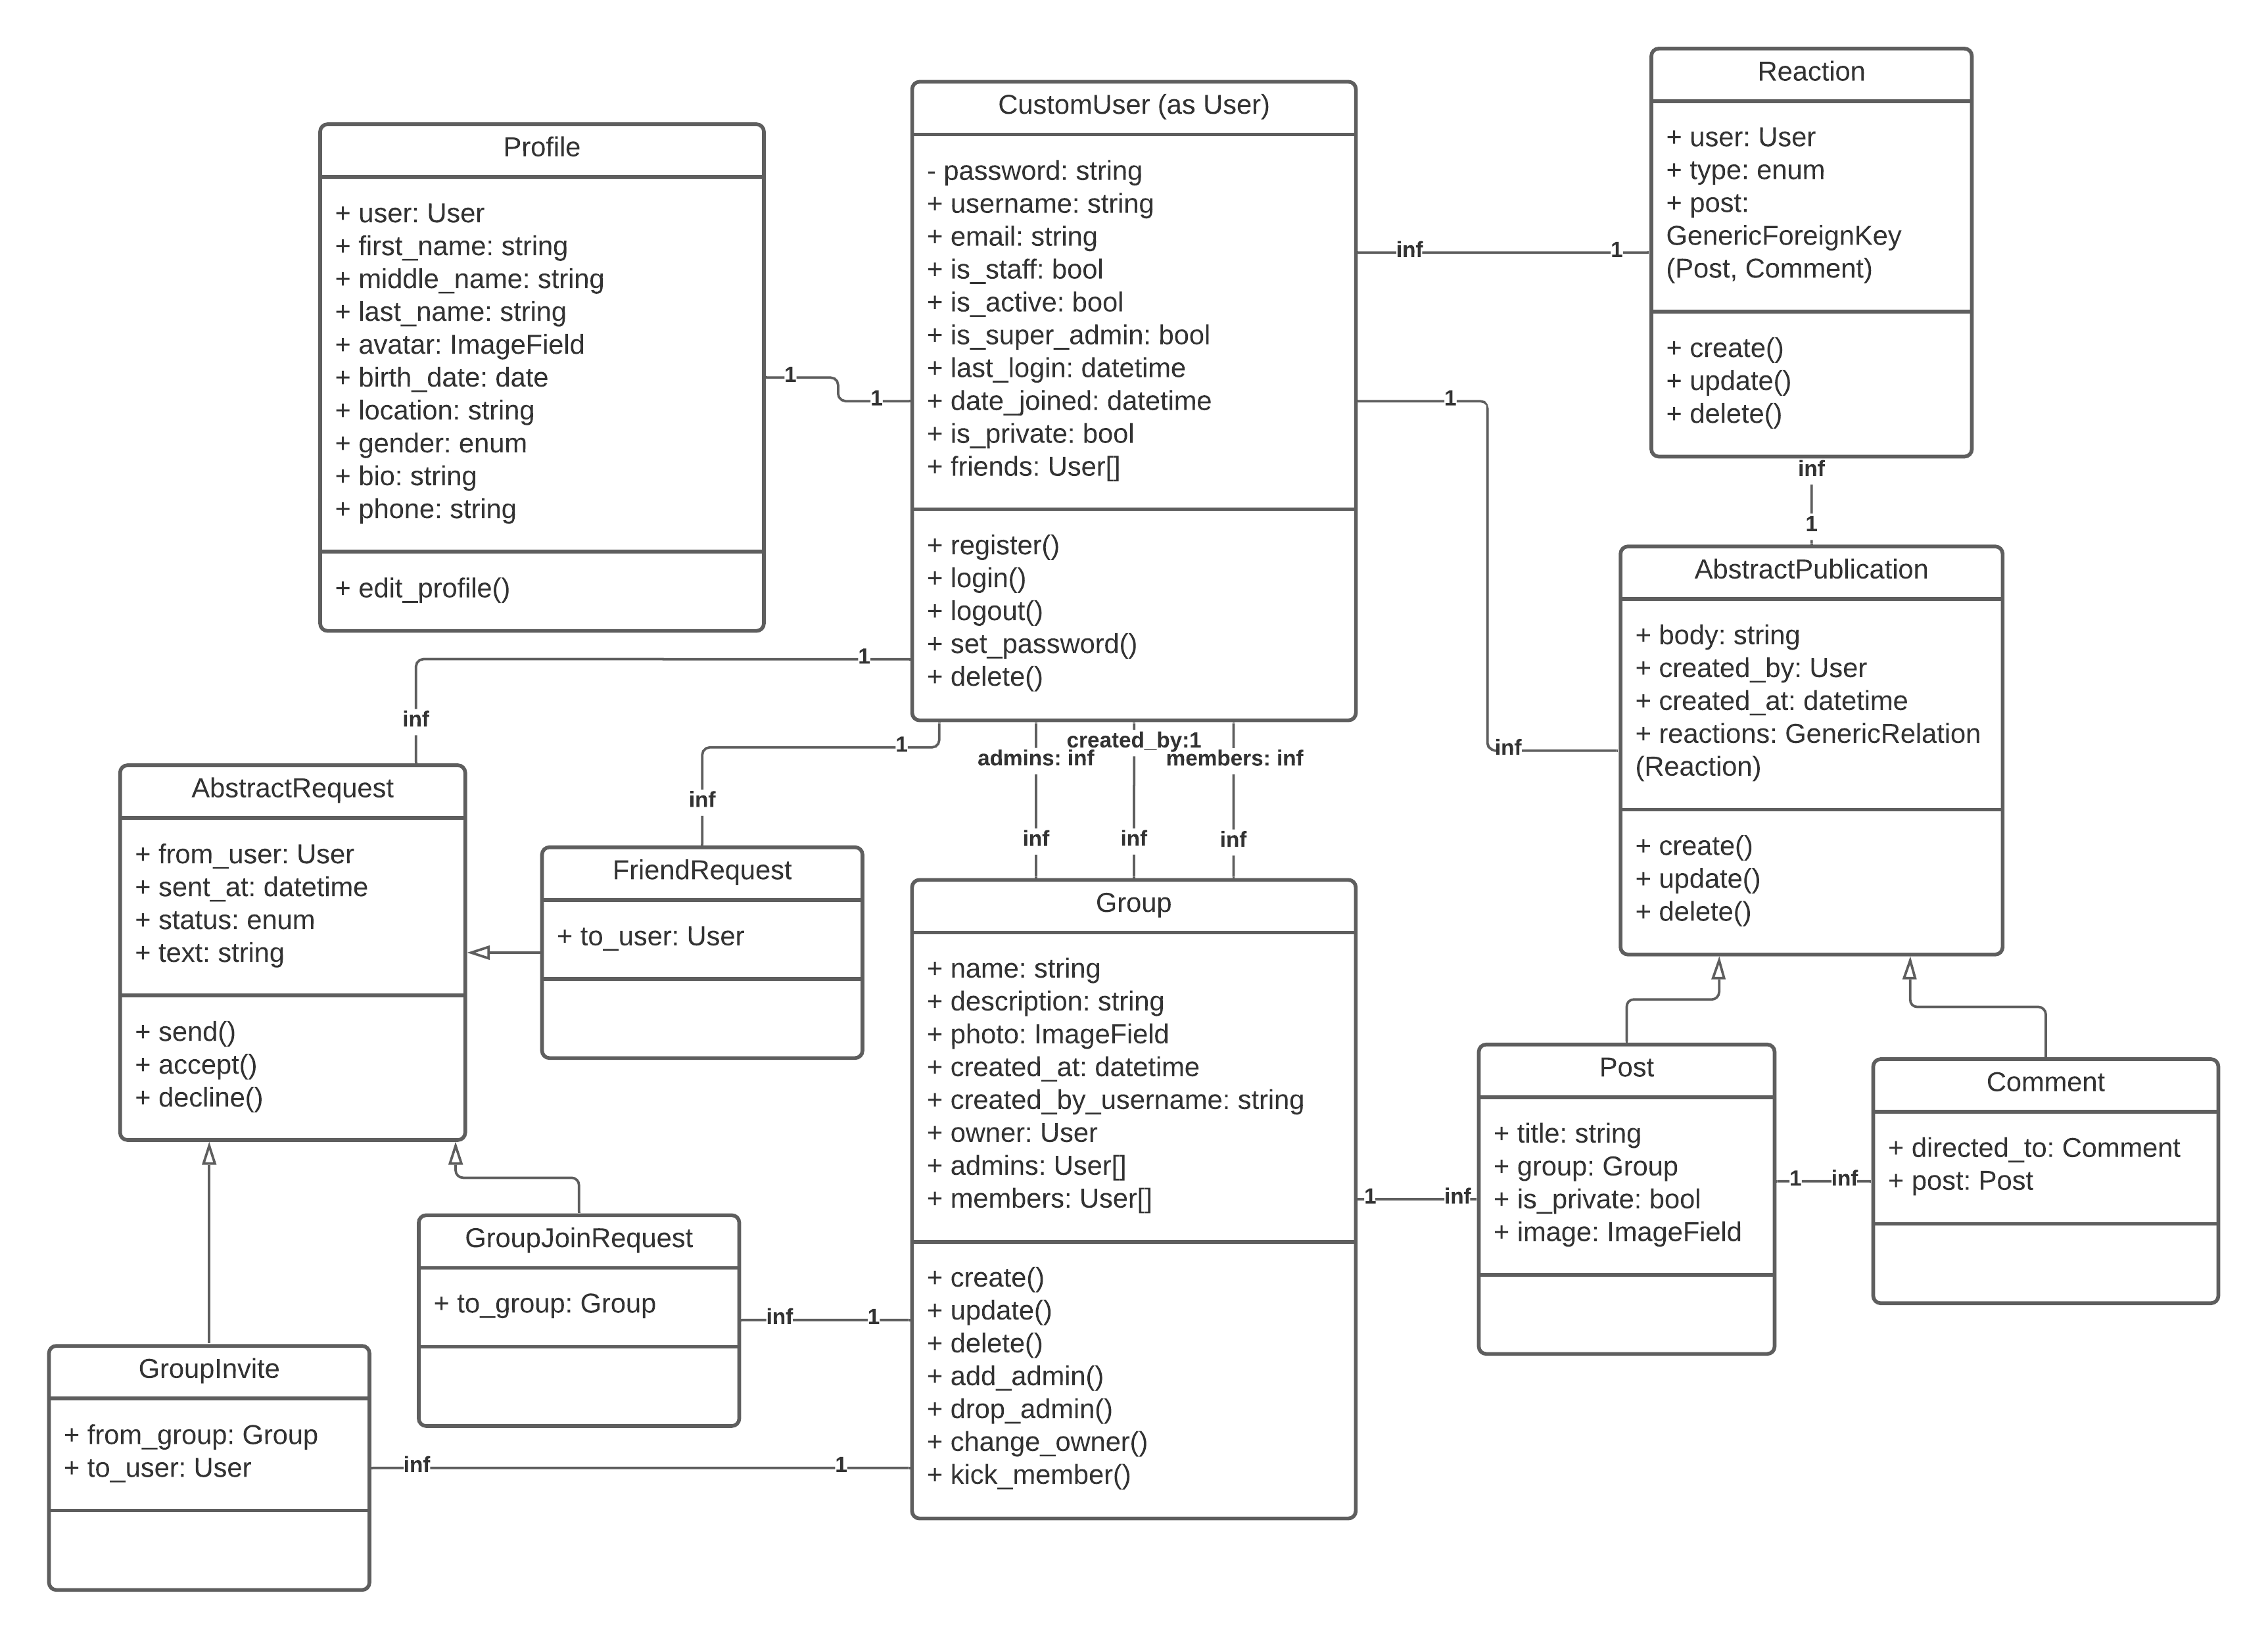 Profile
+ user: User
+ first_name: string
+ middle_name: string
+ last_name: string
+ avatar: ImageField
+ birth_date: date
+ location: string
+ gender: enum
+ bio: string
+ phone: string
+ edit_profile()
1
1
CustomUser (as User)
- password: string
+ username: string
+ email: string
+ is_staff: bool
+ is_active: bool
+ is_super_admin: bool
+ last_login: datetime
+ date_joined: datetime
+ is_private: bool
+ friends: User[]
+ register()
+ login()
+ logout()
+ set_password()
+ delete()
inf
1
1
inf
Reaction
+ user: User
+ type: enum
+ post:
GenericForeignKey
(Post, Comment)
+ create()
+ update()
+ delete()
inf
1
AbstractPublication
+ body: string
+ created_by: User
+ created_at: datetime
+ reactions: GenericRelation
(Reaction)
+ create()
+ update()
+ delete()
1
inf
1
inf
created_by:1
admins: inf
members: inf
inf
inf
inf
AbstractRequest
+ from_user: User
+ sent_at: datetime
+ status: enum
+ text: string
+ send()
+ accept()
+ decline()
FriendRequest
+ to_user: User
Group
+ name: string
+ description: string
+ photo: ImageField
+ created_at: datetime
+ created_by_username: string
+ owner: User
+ admins: User[]
+ members: User[]
+ create()
+ update()
+ delete()
+ add_admin()
+ drop_admin()
+ change_owner()
+ kick_member()
1
inf
Post
+ title: string
+ group: Group
+ is_private: bool
+ image: ImageField
1
inf
Comment
+ directed_to: Comment
+ post: Post
GroupJoinRequest
+ to_group: Group
inf
1
GroupInvite
+ from_group: Group
+ to_user: User
inf
1